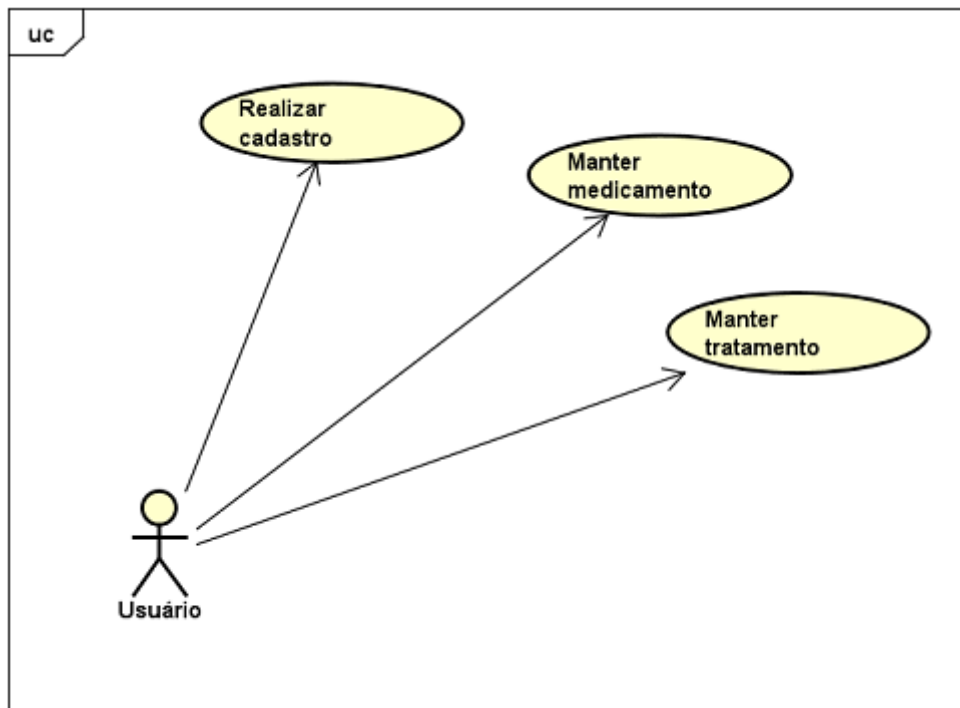 uc
Realizar
cadastro
Manter
medicamento
Manter
tratamento
Usuário